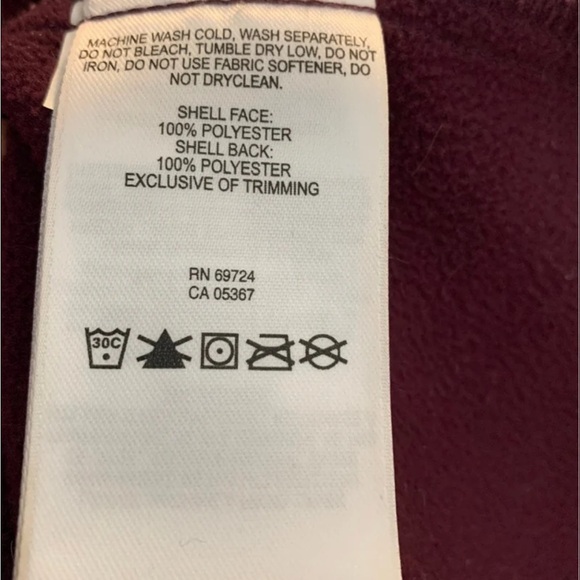 MACHINE WASH COLD, WASH SEPARATELY,
DO NOT BLEACH, TUMBLE DRY LOW, DO NOT
IRON, DO NOT USE FABRIC SOFTENER, DO
NOT DRYCLEAN.
SHELL FACE:
100% POLYESTER
SHELL BACK:
100% POLYESTER
EXCLUSIVE OF TRIMMING
RN 69724
CA 05367
30C